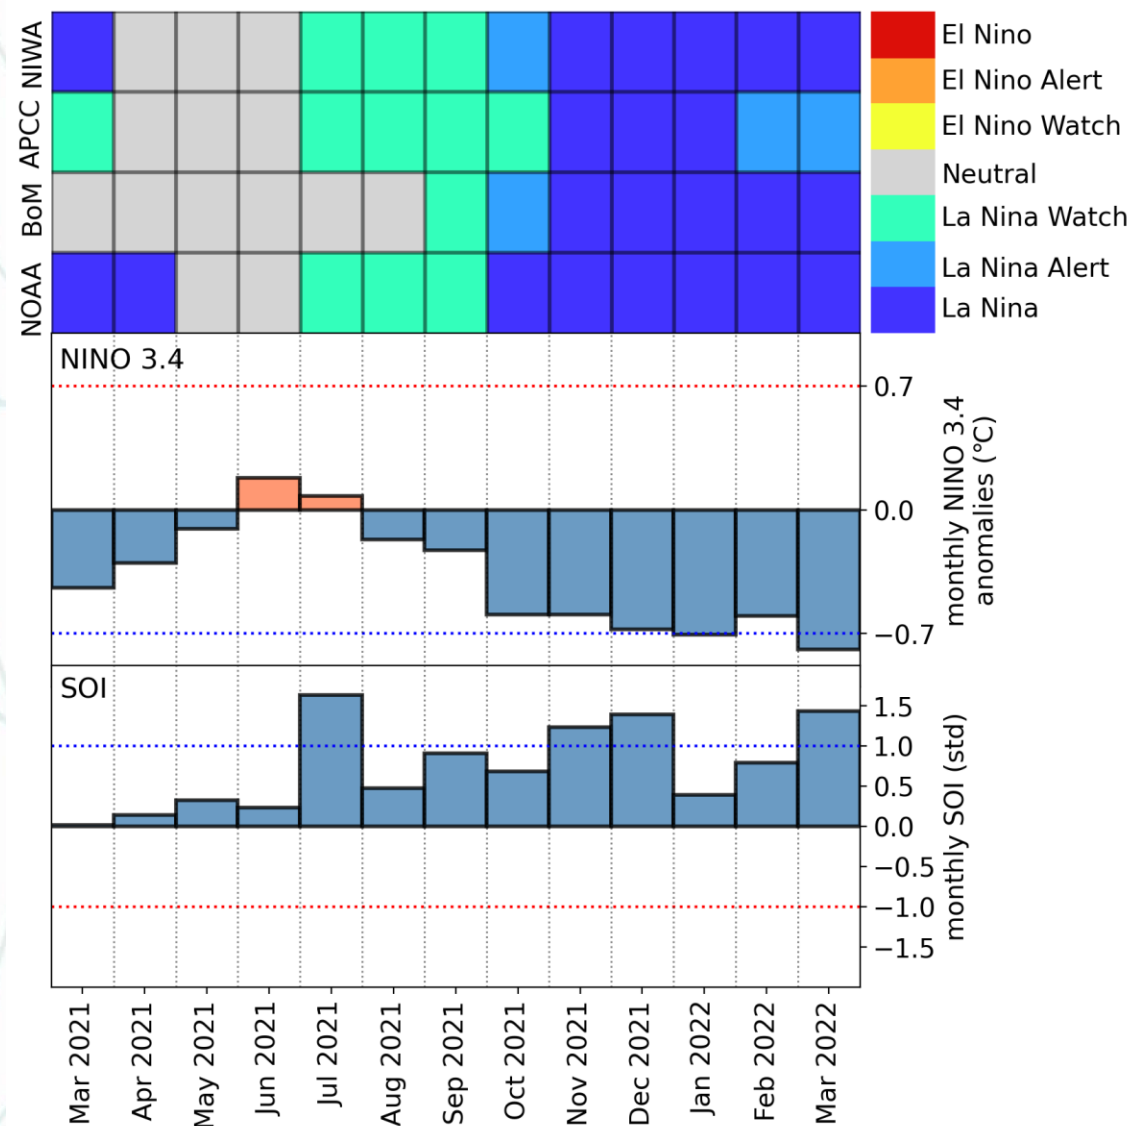 NIWA
APCC
BoM
NOAA
El Nino
El Nino Alert
El Nino Watch
Neutral
La Nina Watch
La Nina Alert
La Nina
NINO 3.4
0.7
0.0
−0.7
monthly NINO 3.4
anomalies (°C)
SOI
1.5
1.0
0.5
0.0
−0.5
−1.0
−1.5
monthly SOI (std)
Mar 2021
Apr 2021
May 2021
Jun 2021
Jul 2021
Aug 2021
Sep 2021
Oct 2021
Nov 2021
Dec 2021
Jan 2022
Feb 2022
Mar 2022